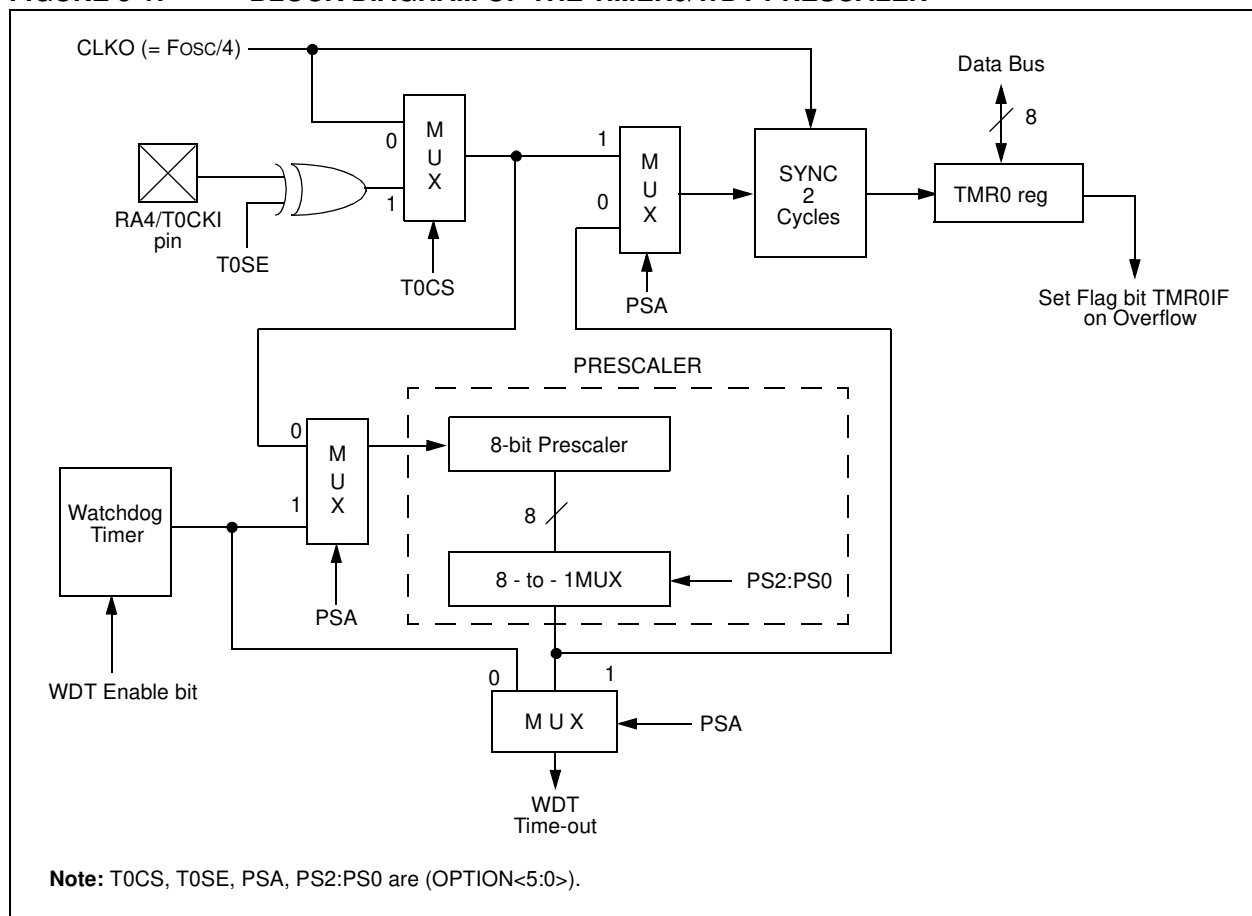 CLKO (= FOSC/4)
Data Bus
8
M
U
X
0
1
RA4/T0CKI
pin
T0SE
T0CS
1
0
M
U
X
PSA
SYNC
2
Cycles
TMR0 reg
Set Flag bit TMR0IF
on Overflow
PRESCALER
0
1
M
U
X
PSA
8-bit Prescaler
8
8 - to - 1MUX
PS2:PS0
Watchdog
Timer
WDT Enable bit
0
1
M U X
PSA
WDT
Time-out
Note: T0CS, T0SE, PSA, PS2:PS0 are (OPTION<5:0>).